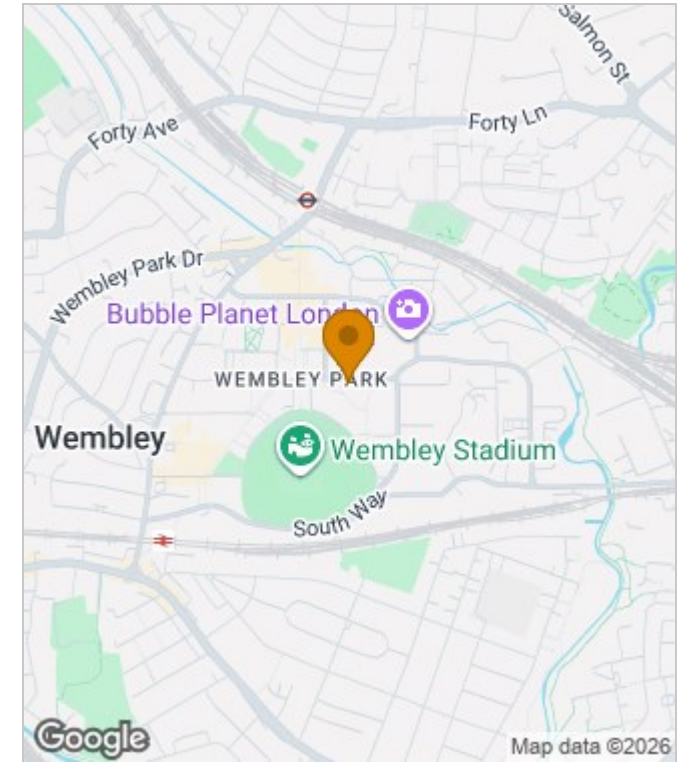 Salmon St
Forty Ave
Forty Ln
Wembley Park Dr
Bubble Planet London
WEMBLEY PARK
Wembley
Wembley Stadium
South Way
Google
Map data ©2026